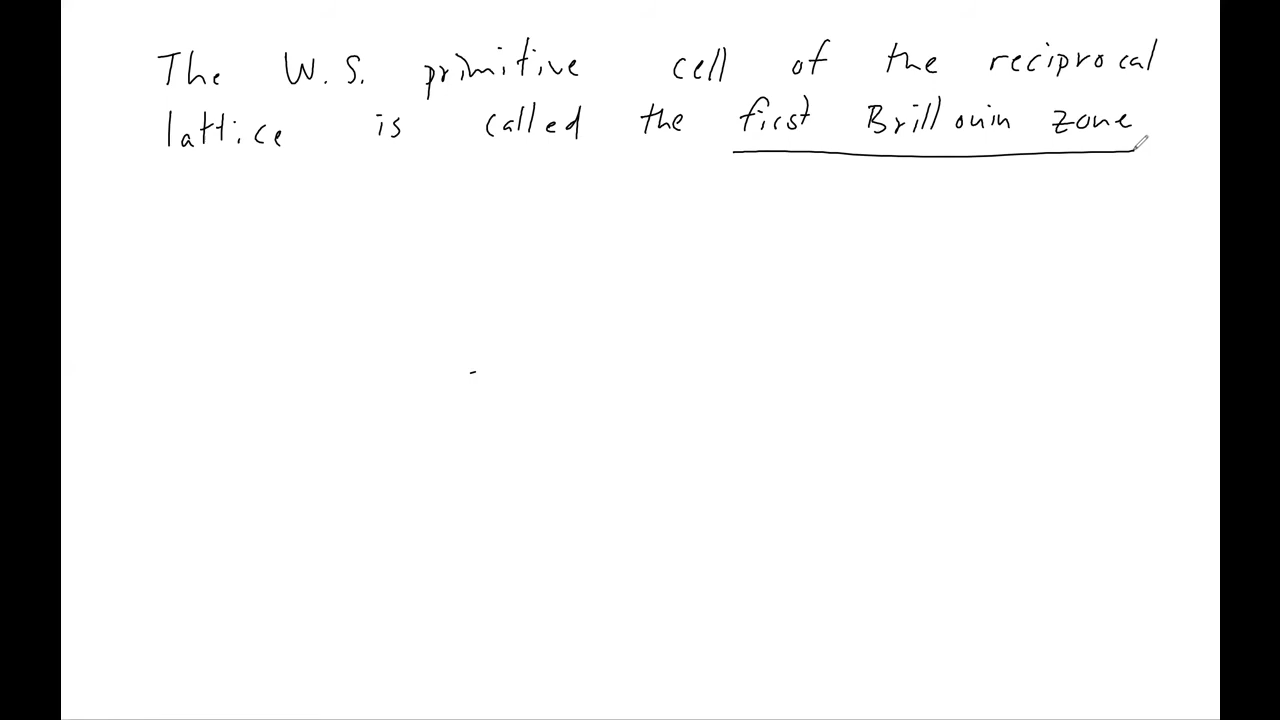 The W.S. primitive cell of the reciprocal
lattice is called the first Brillouin zone